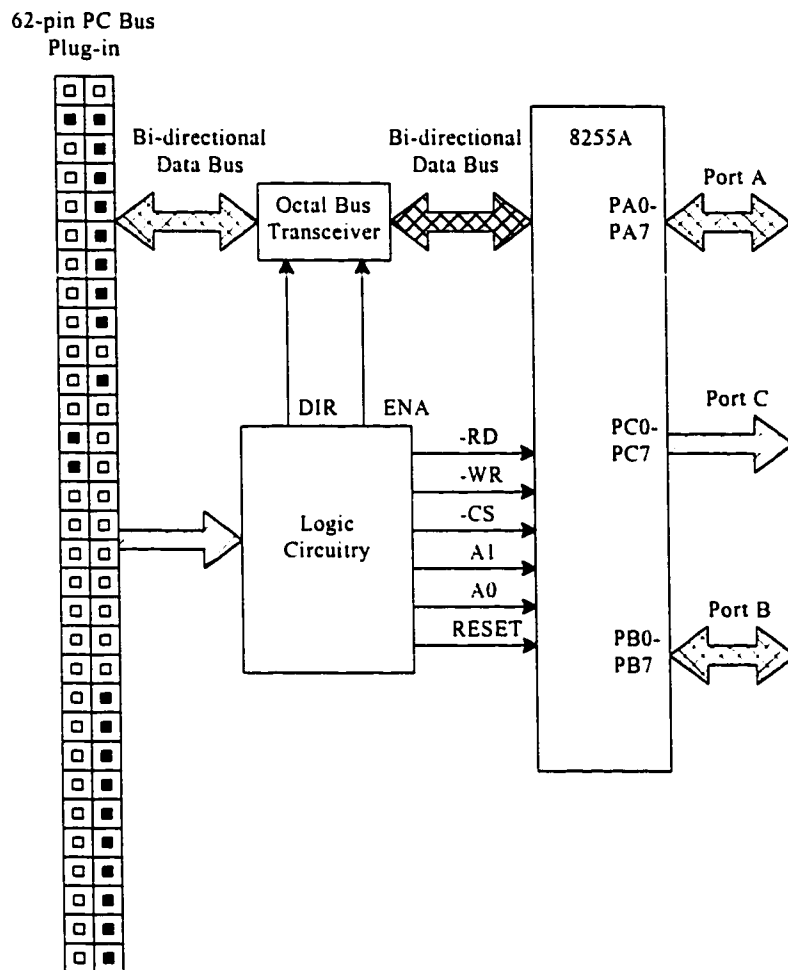 62-pin PC Bus
Plug-in
Bi-directional
Data Bus
Bi-directional
Data Bus
8255A
Octal Bus
Transceiver
PA0-
PA7
Port A
DIR
ENA
Logic
Circuitry
-RD
-WR
-CS
A1
A0
RESET
PC0-
PC7
Port C
PB0-
PB7
Port B